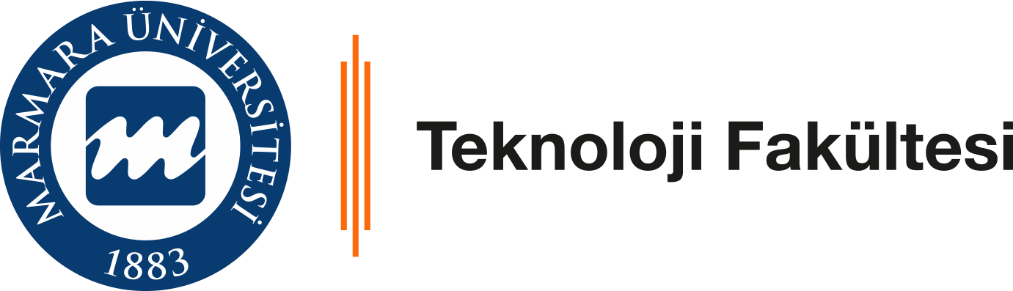 MARMARA ÜNİVERSİTESİ
1883
Teknoloji Fakültesi